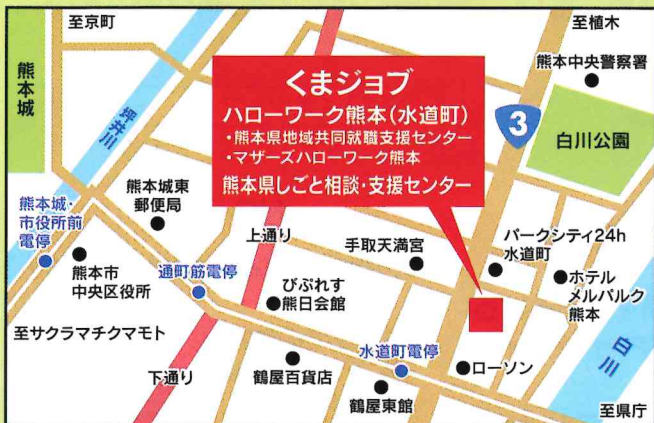 至京町
至植木
熊本城
坪井川
くまジョブ
ハローワーク熊本(水道町)
・熊本県地域共同就職支援センター
・マザーズハローワーク熊本
熊本県しごと相談・支援センター
熊本中央警察署
3
白川公園
熊本城・
市役所前
電停
熊本城東
郵便局
熊本市
中央区役所
通町筋電停
上通り
手取天満宮
びぷれす
熊日会館
パークシティ24h
水道町
ホテル
メルパルク
熊本
至サクラマチクマモト
下通り
鶴屋百貨店
水道町電停
鶴屋東館
ローソン
白川
至県庁